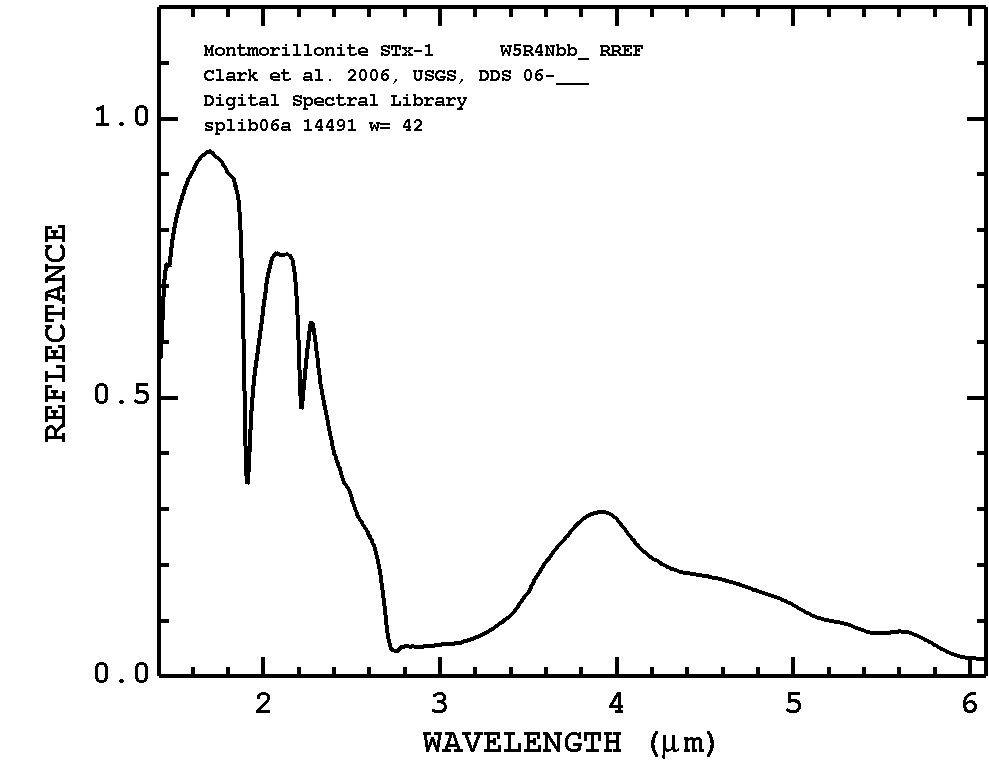 Montmorillonite STx-1 W5R4Nbb_ RREF
Clark et al. 2006, USGS, DDS 06-___
Digital Spectral Library
splib06a 14491 w= 42
1.0
0.5
0.0
REFLECTANCE
2 3 4 5 6
WAVELENGTH (μm)